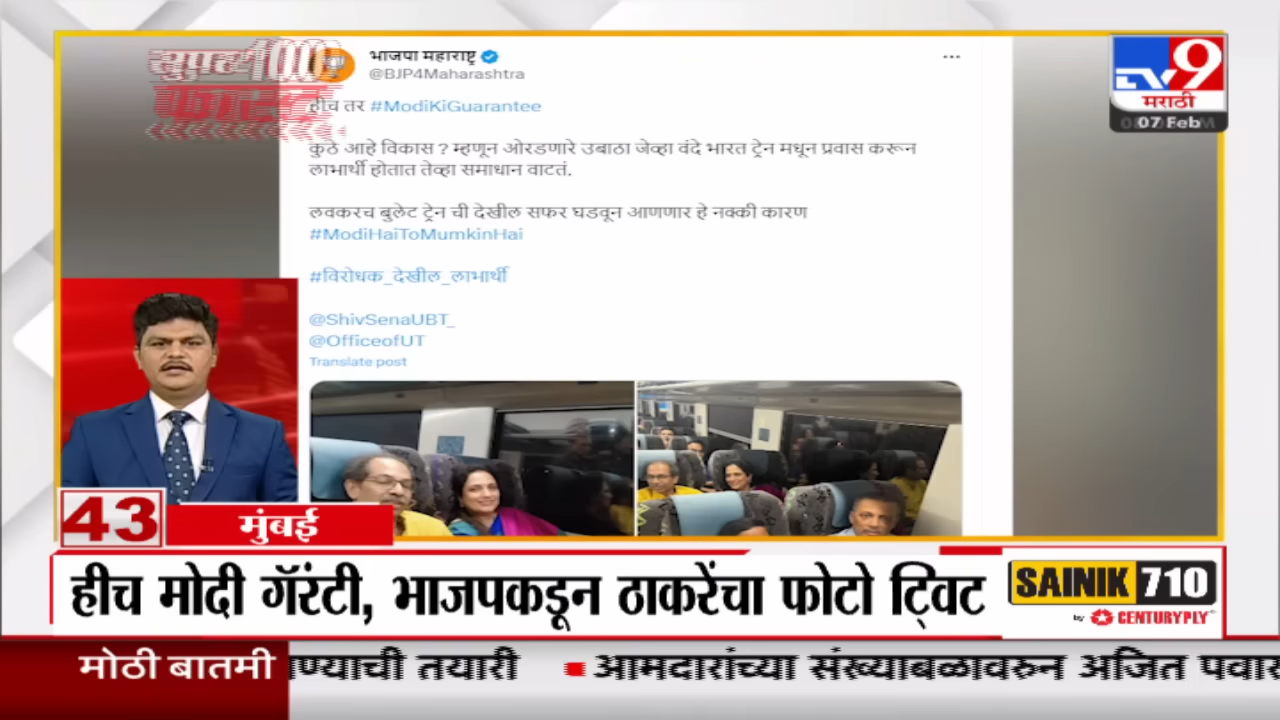 सुपरफास्ट 100
भाजपा महाराष्ट्र
@BJP4Maharashtra
हीच तर #ModiKiGuarantee
कुठे आहे विकास ? म्हणून ओरडणारे उबाठा जेव्हा वंदे भारत ट्रेन मधून प्रवास करून
लाभार्थी होतात तेव्हा समाधान वाटतं.
लवकरच बुलेट ट्रेन ची देखील सफर घडवून आणणार हे नक्की कारण
#ModiHaiToMumkinHai
#विरोधक_देखील_लाभार्थी
@ShivSenaUBT_
@OfficeofUT
Translate post
TV9
मराठी
07 Feb
43 मुंबई
हीच मोदी गॅरंटी, भाजपकडून ठाकरेंचा फोटो ट्विट
SAINIK 710
by CENTURYPLY
मोठी बातमी ण्याची तयारी आमदारांच्या संख्याबळावरुन अजित पवार